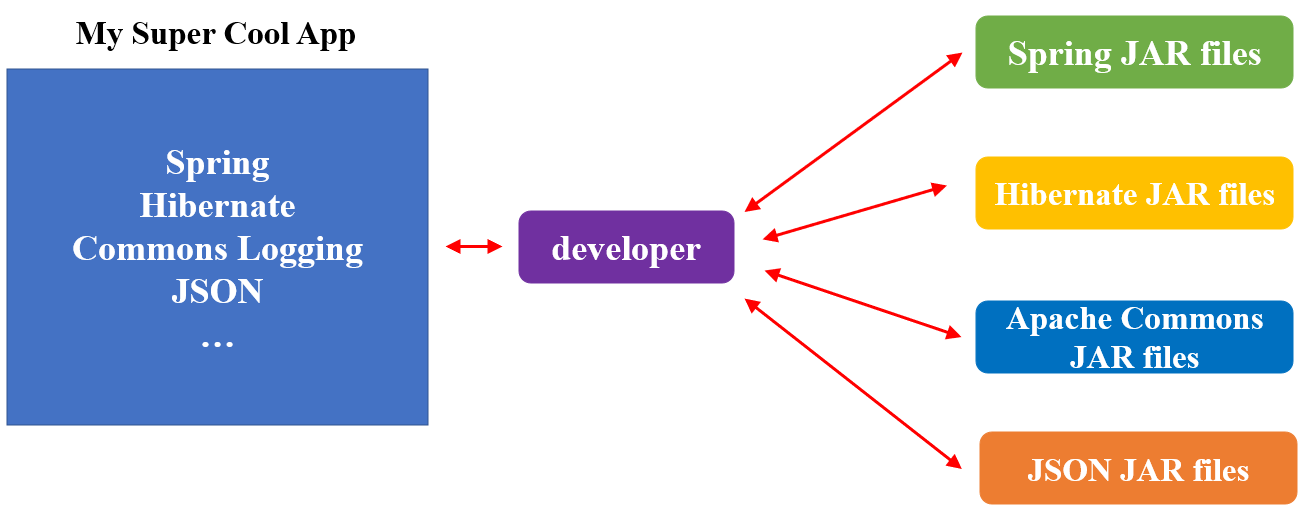 My Super Cool App
Spring
Hibernate
Commons Logging
JSON
...
developer
Spring JAR files
Hibernate JAR files
Apache Commons
JAR files
JSON JAR files